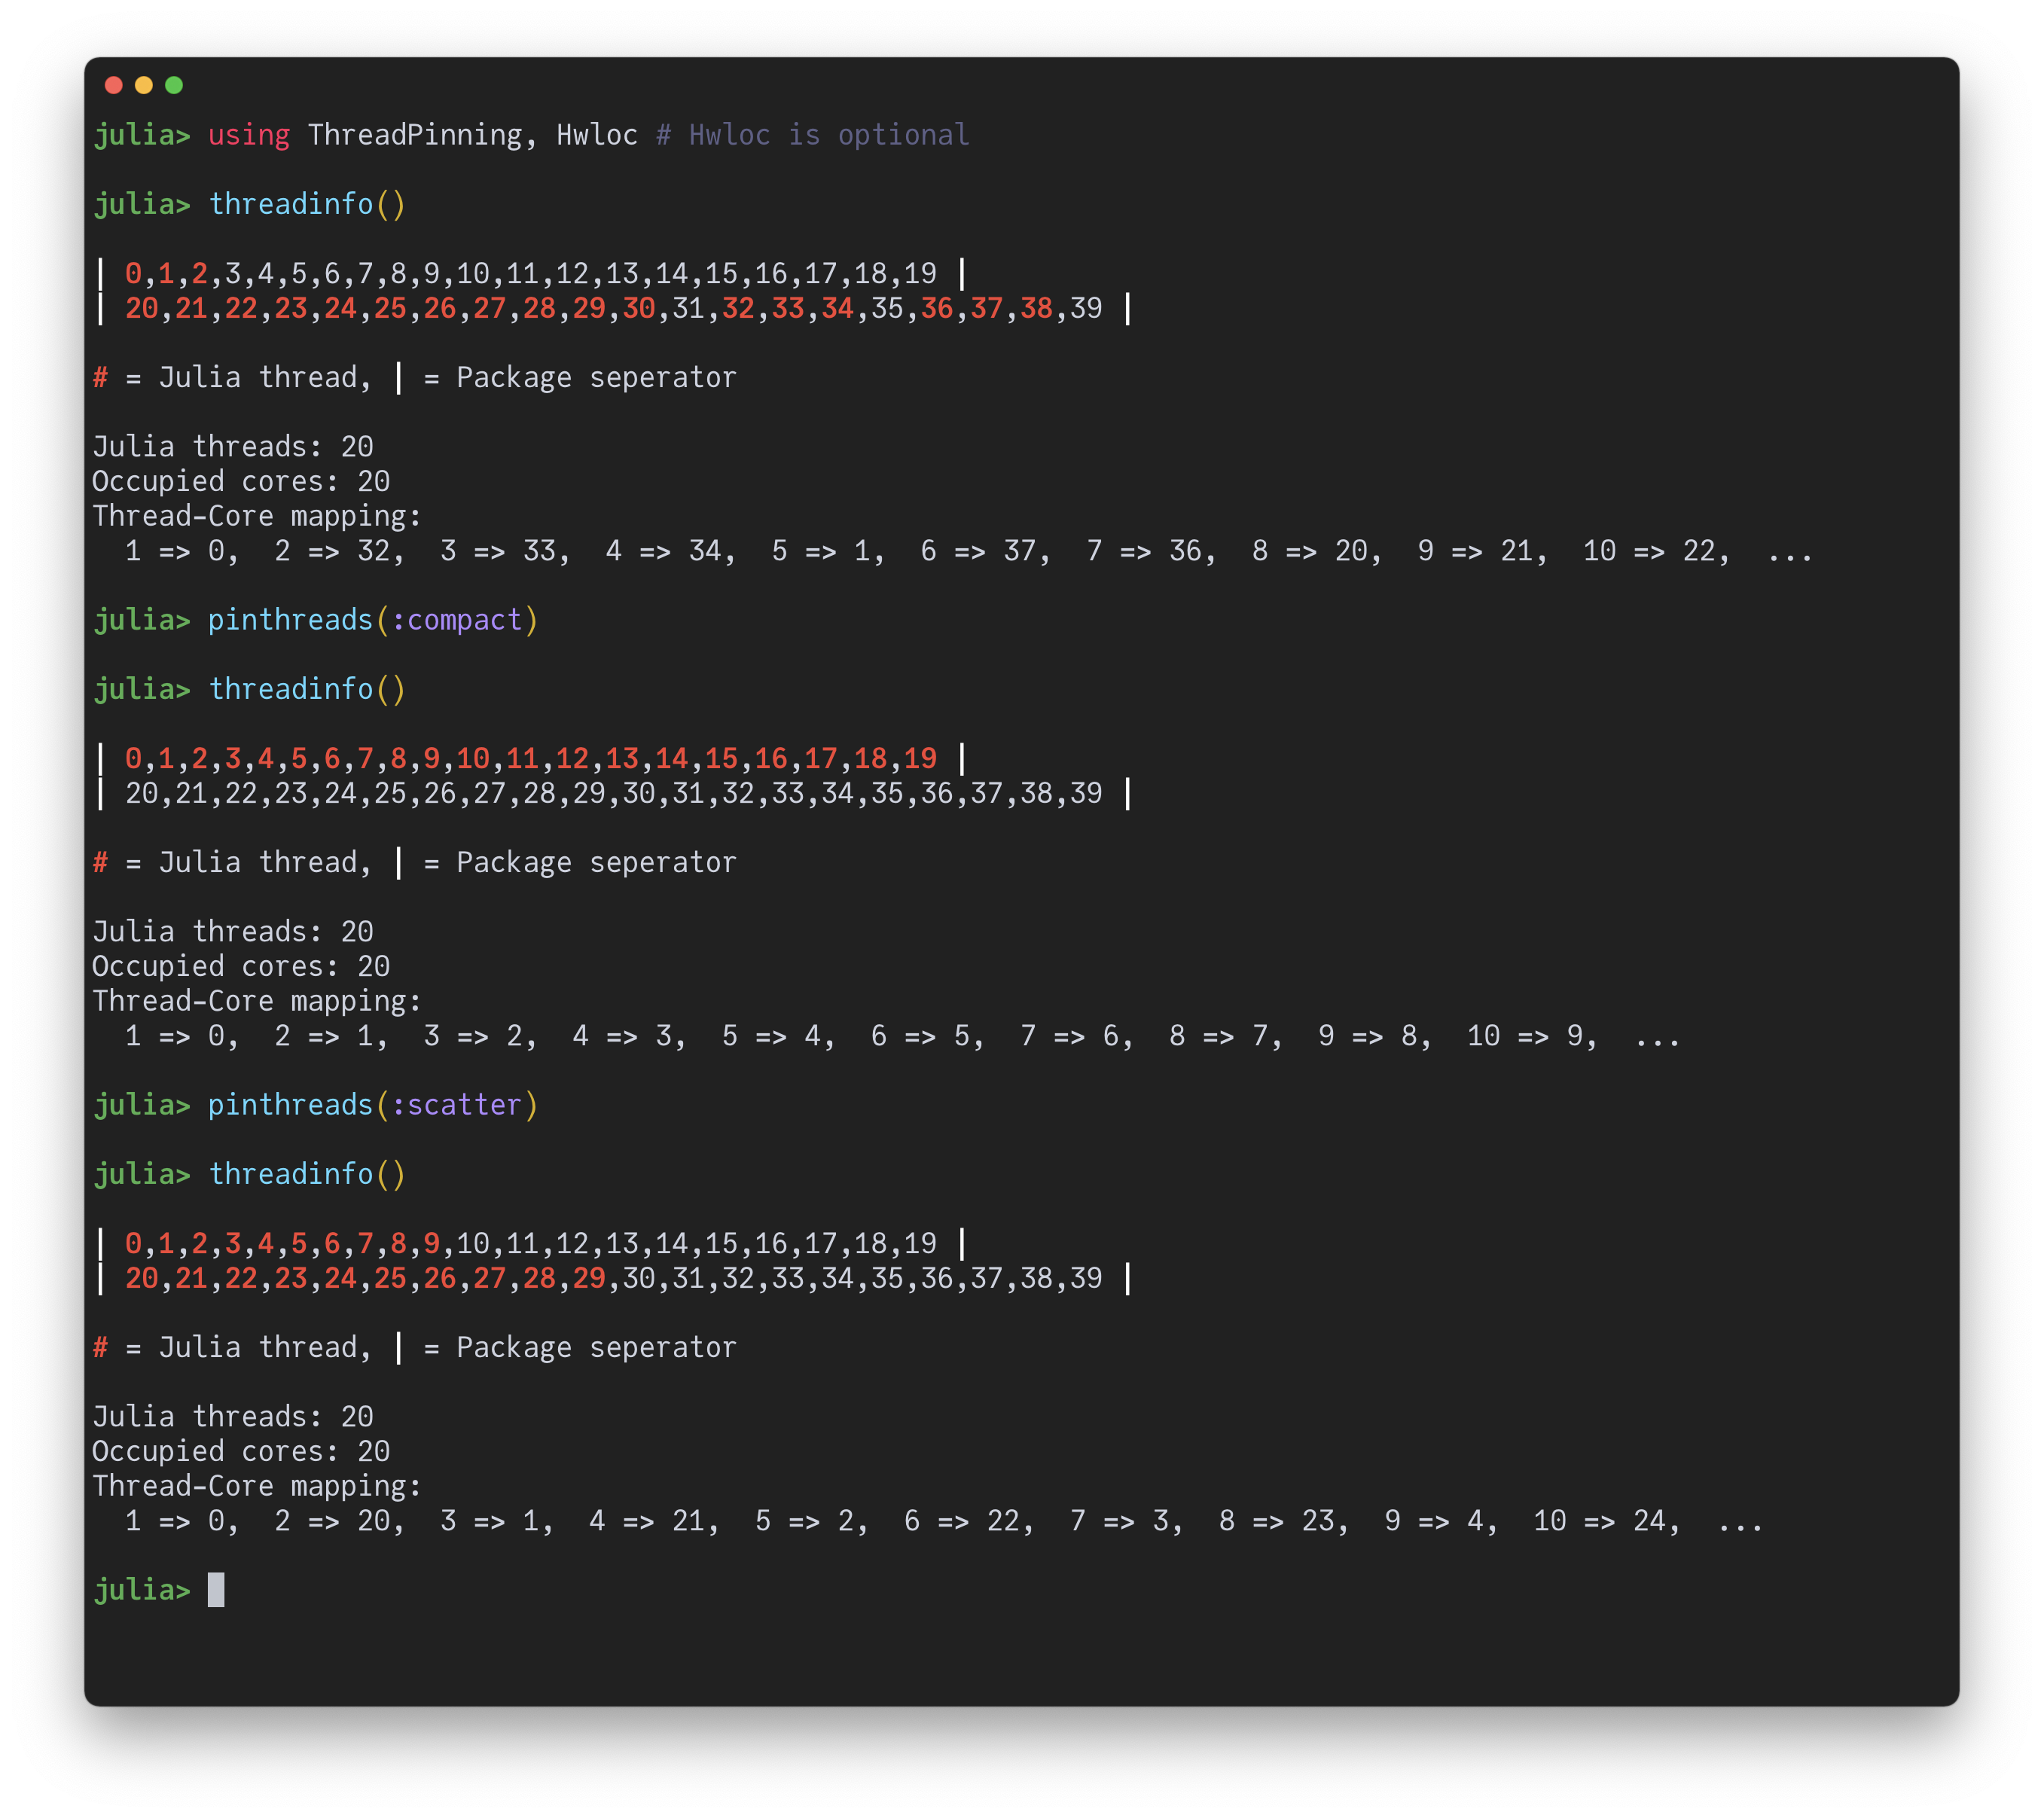 julia> using ThreadPinning, Hwloc # Hwloc is optional
julia> threadinfo()
| 0,1,2,3,4,5,6,7,8,9,10,11,12,13,14,15,16,17,18,19 |
| 20,21,22,23,24,25,26,27,28,29,30,31,32,33,34,35,36,37,38,39 |
# = Julia thread, | = Package seperator
Julia threads: 20
Occupied cores: 20
Thread-Core mapping:
  1 => 0,  2 => 32,  3 => 33,  4 => 34,  5 => 1,  6 => 37,  7 => 36,  8 => 20,  9 => 21,  10 => 22,  ...
julia> pinthreads(:compact)
julia> threadinfo()
| 0,1,2,3,4,5,6,7,8,9,10,11,12,13,14,15,16,17,18,19 |
| 20,21,22,23,24,25,26,27,28,29,30,31,32,33,34,35,36,37,38,39 |
# = Julia thread, | = Package seperator
Julia threads: 20
Occupied cores: 20
Thread-Core mapping:
  1 => 0,  2 => 1,  3 => 2,  4 => 3,  5 => 4,  6 => 5,  7 => 6,  8 => 7,  9 => 8,  10 => 9,  ...
julia> pinthreads(:scatter)
julia> threadinfo()
| 0,1,2,3,4,5,6,7,8,9,10,11,12,13,14,15,16,17,18,19 |
| 20,21,22,23,24,25,26,27,28,29,30,31,32,33,34,35,36,37,38,39 |
# = Julia thread, | = Package seperator
Julia threads: 20
Occupied cores: 20
Thread-Core mapping:
  1 => 0,  2 => 20,  3 => 1,  4 => 21,  5 => 2,  6 => 22,  7 => 3,  8 => 23,  9 => 4,  10 => 24,  ...
julia>